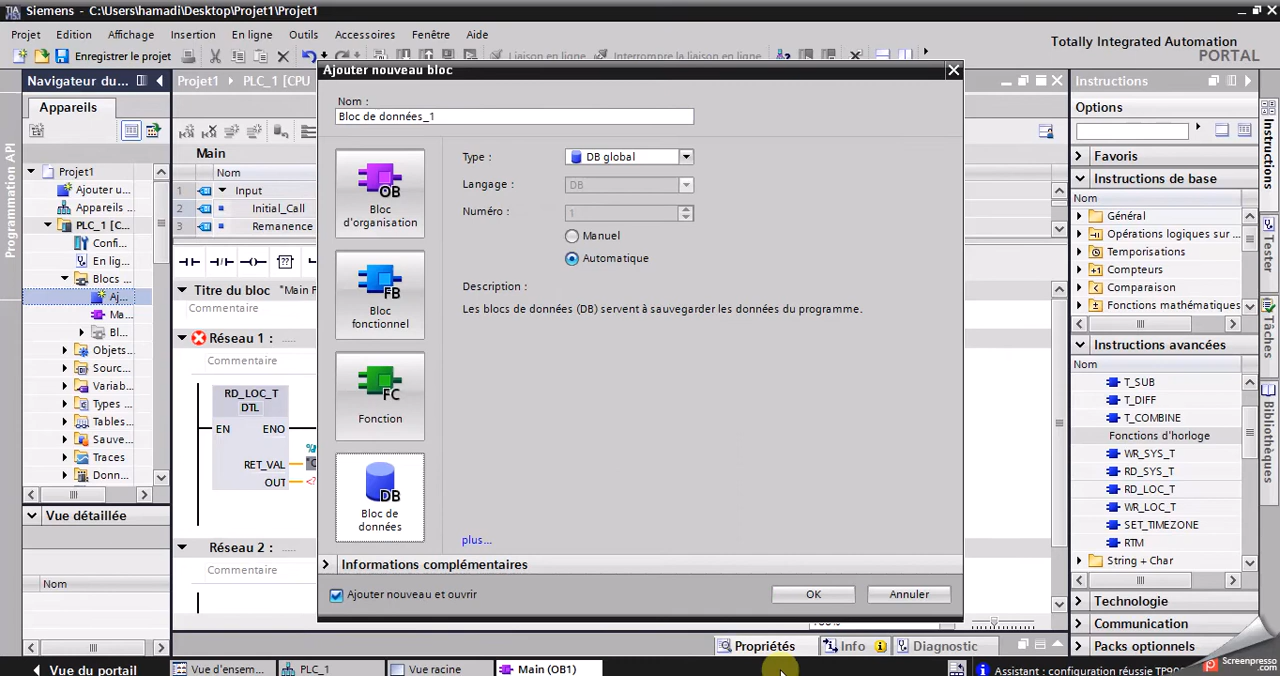 Siemens - C:\Users\hamadi\Desktop\Projet1\Projet1
Projet Edition Affichage Insertion En ligne Outils Accessoires Fenêtre Aide
Totally Integrated Automation
PORTAL
Enregistrer le projet
Liaison en ligne Interrompre la liaison en ligne
Navigateur du...
Projet1 PLC_1 [CPU
Appareils
Programmation API
Projet1
Ajouter u...
Appareils
PLC_1 [C...
Confi...
En lig...
Blocs ...
Aj...
Ma...
Bl...
Objets...
Sourc...
Variab...
Types ...
Tables...
Sauve...
Traces
Donn...
Vue détaillée
Nom
Main
Nom
1 Input
2 Initial_Call
3 Remanence
??
Titre du bloc : "Main P
Commentaire
Réseau 1 : .....
Commentaire
RD_LOC_T
DTL
EN ENO
RET_VAL
OUT
Réseau 2 : .....
Commentaire
Ajouter nouveau bloc
Nom :
Bloc de données_1
OB
Bloc
d'organisation
FB
Bloc
fonctionnel
FC
Fonction
DB
Bloc de
données
Type : DB global
Langage : DB
Numéro : 1
Manuel
Automatique
Description :
Les blocs de données (DB) servent à sauvegarder les données du programme.
plus...
Informations complémentaires
Ajouter nouveau et ouvrir
OK
Annuler
Propriétés Info Diagnostic
Instructions
Options
Favoris
Instructions de base
Nom
Général
Opérations logiques sur ...
Temporisations
Compteurs
Comparaison
Fonctions mathématiques
Instructions avancées
Nom
T_SUB
T_DIFF
T_COMBINE
Fonctions d'horloge
WR_SYS_T
RD_SYS_T
RD_LOC_T
WR_LOC_T
SET_TIMEZONE
RTM
String + Char
Technologie
Communication
Packs optionnels
Instructions
Tester
Tâches
Bibliothèques
Vue du portail
Vue d'ensem...
PLC_1
Vue racine
Main (OB1)
Assistant : configuration réussie TP90
Screenpresso
.com